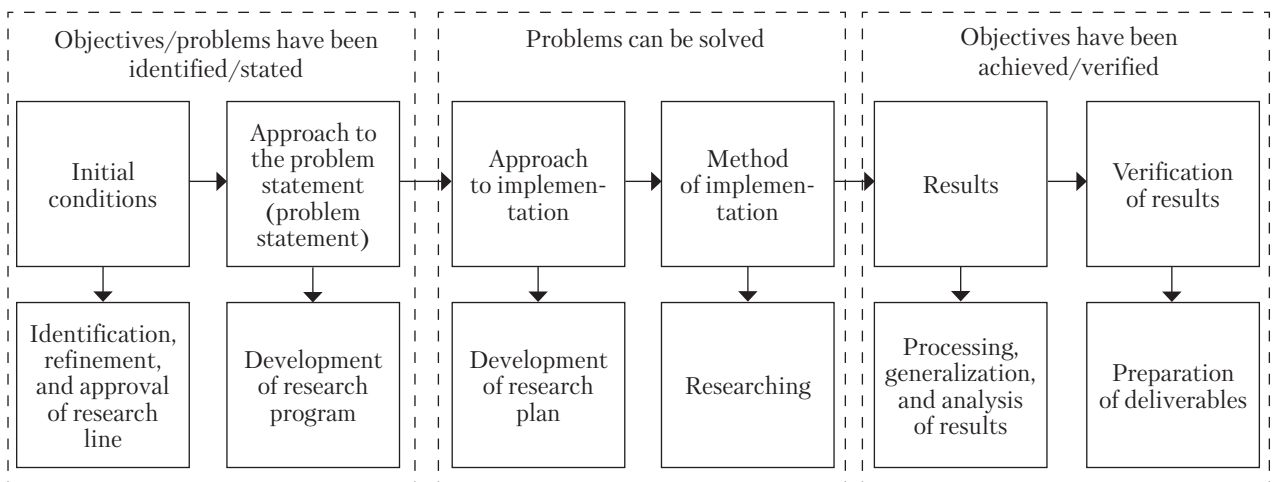 Objectives/problems have been
identified/stated
Problems can be solved
Objectives have been
achieved/verified
Initial
conditions
Approach to
the problem
statement
(problem
statement)
Approach
to implemen-
tation
Method
of implemen-
tation
Results
Verification
of results
Identification,
refinement,
and approval
of research
line
Development
of research
program
Development
of research
plan
Researching
Processing,
generalization,
and analysis
of results
Preparation
of deliverables